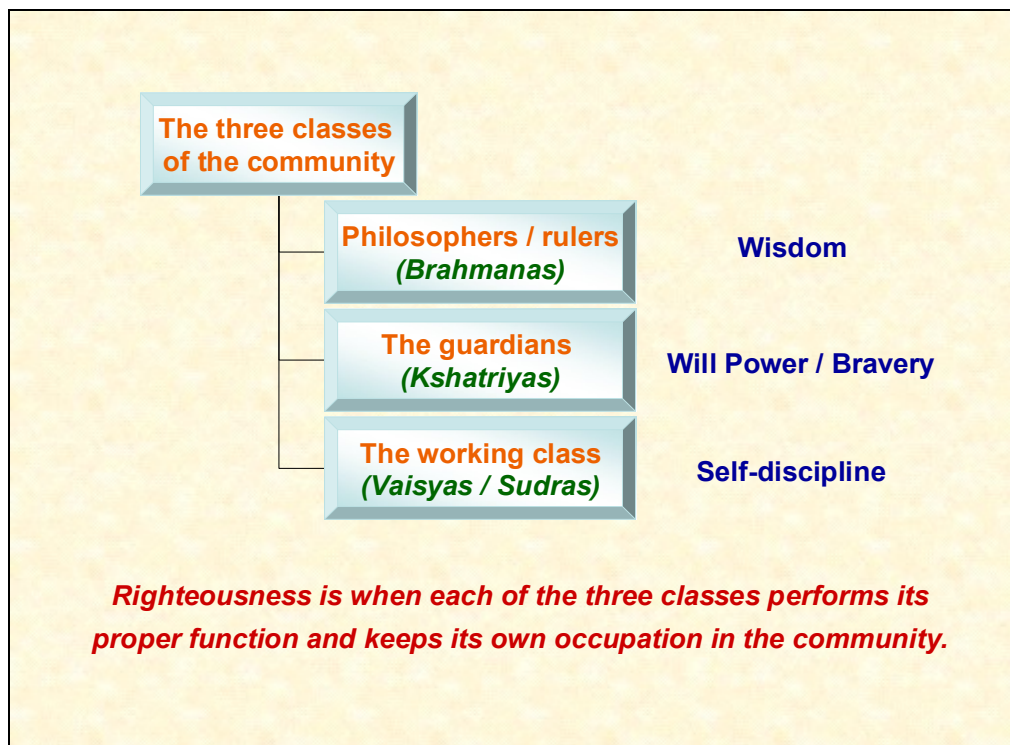 The three classes
of the community
Philosophers / rulers
(Brahmanas)
Wisdom
The guardians
(Kshatriyas)
Will Power / Bravery
The working class
(Vaisyas / Sudras)
Self-discipline
Righteousness is when each of the three classes performs its
proper function and keeps its own occupation in the community.